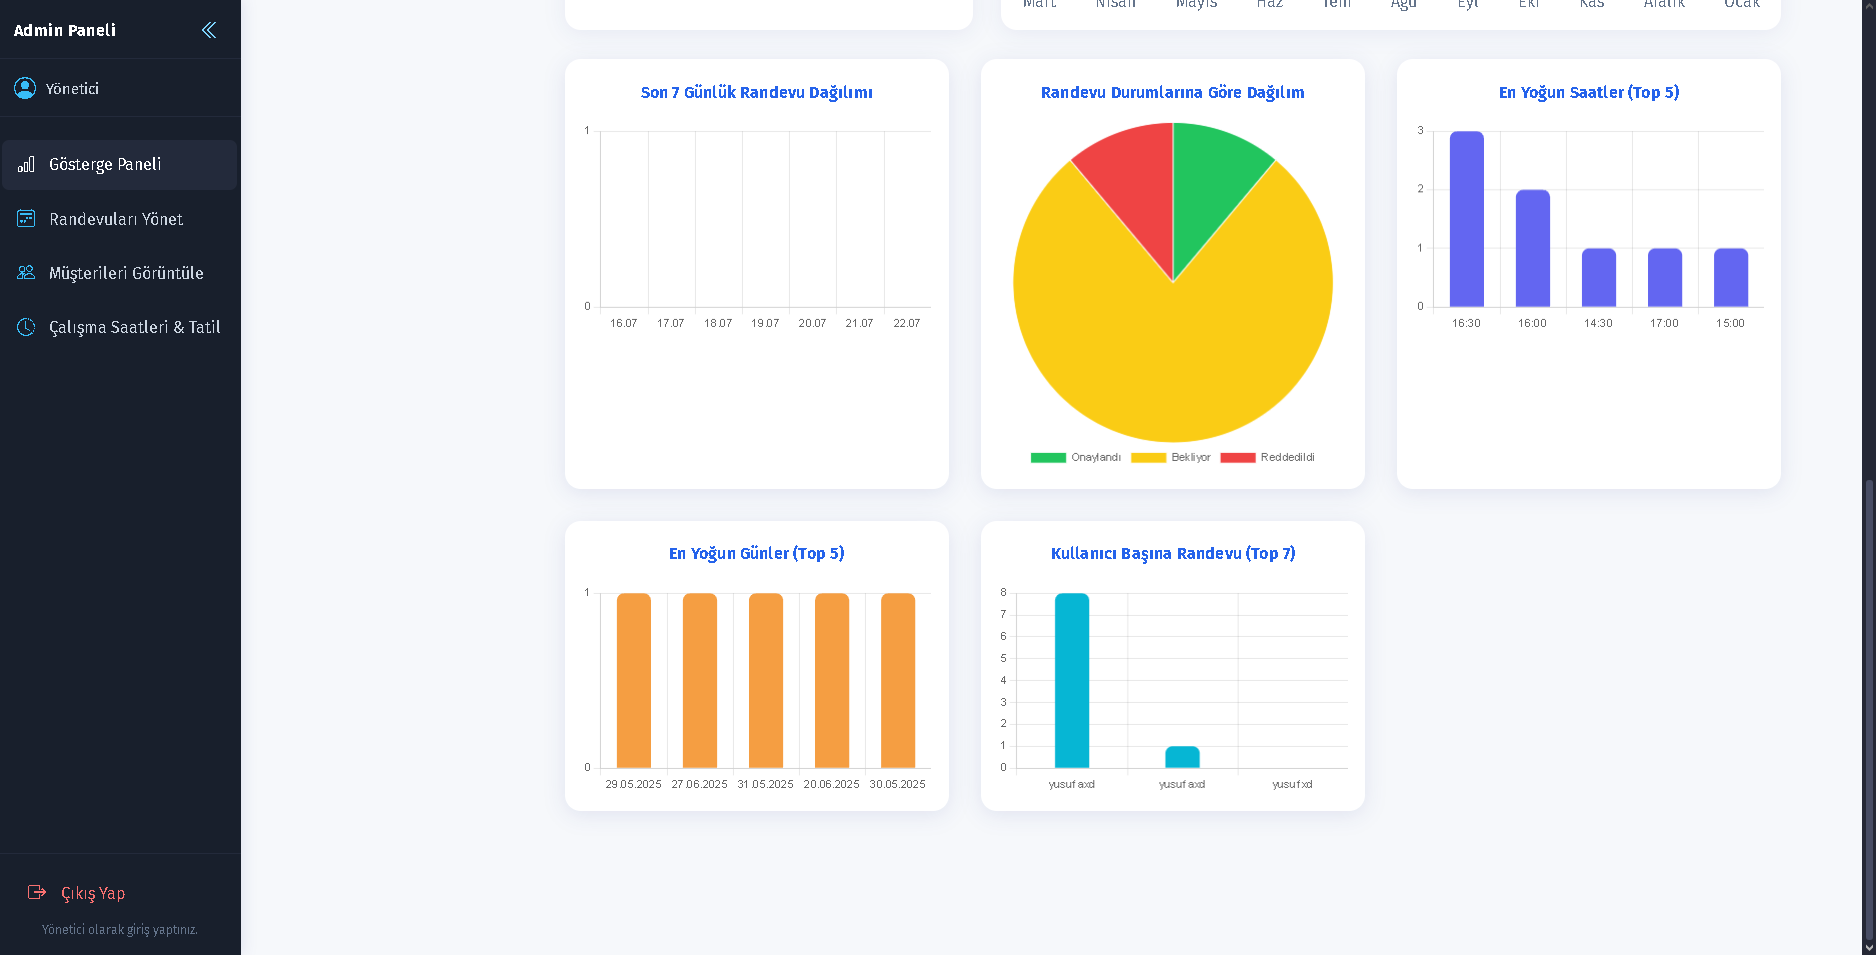 Admin Paneli
Yönetici
Gösterge Paneli
Randevuları Yönet
Müşterileri Görüntüle
Çalışma Saatleri & Tatil
Çıkış Yap
Yönetici olarak giriş yaptınız.
Mart Nisan Mayıs Haz Tem Ağu Eyl Eki Kas Aralık Ocak
Son 7 Günlük Randevu Dağılımı
1
0
16.07 17.07 18.07 19.07 20.07 21.07 22.07
Randevu Durumlarına Göre Dağılım
Onaylandı Bekliyor Reddedildi
En Yoğun Saatler (Top 5)
3
2
1
0
16:30 16:00 14:30 17:00 15:00
En Yoğun Günler (Top 5)
1
0
29.05.2025 27.06.2025 31.05.2025 20.06.2025 30.05.2025
Kullanıcı Başına Randevu (Top 7)
8
7
6
5
4
3
2
1
0
yusuf axd yusuf axd yusuf xd